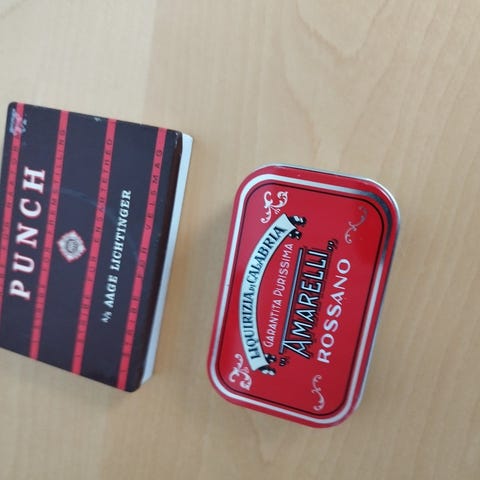 PUNCH
A/S AAGE LICHTINGER
LIQUIRIZIA DI CALABRIA
GARANTITA PURISSIMA
"AMARELLI"
ROSSANO